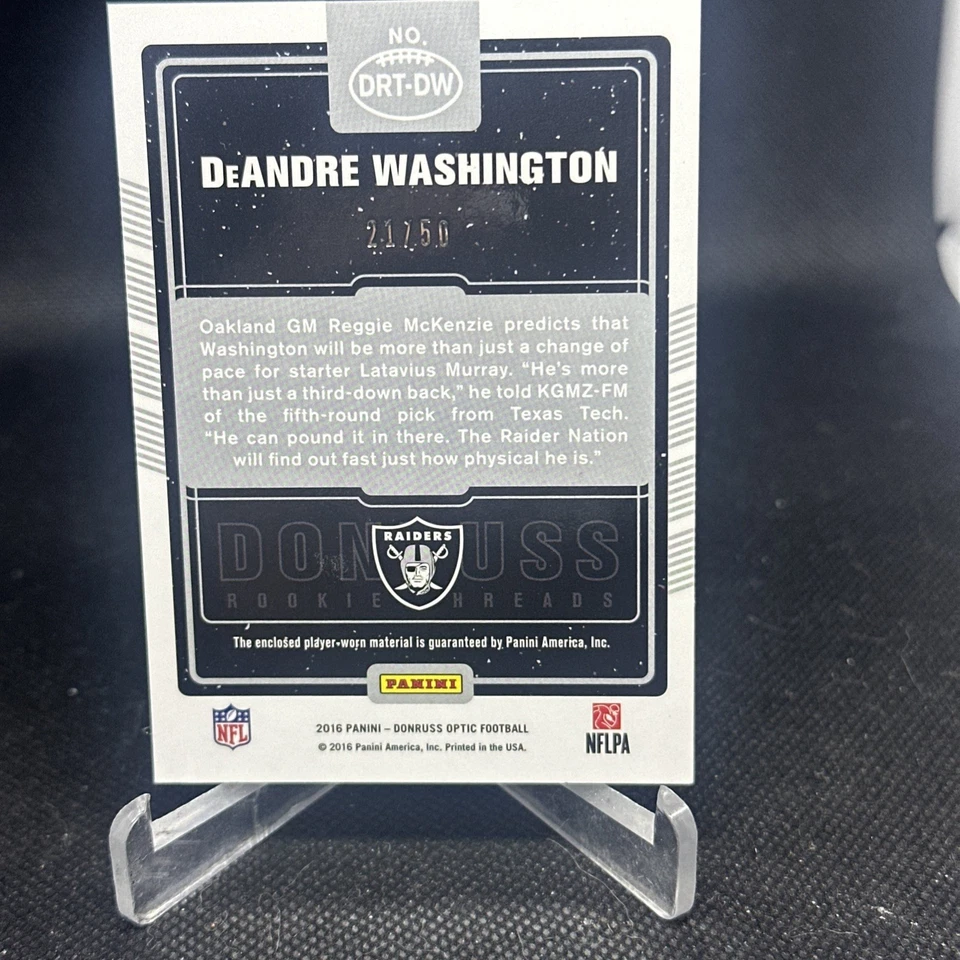 NO.
DRT-DW
DeANDRE WASHINGTON
21/50
Oakland GM Reggie McKenzie predicts that
Washington will be more than just a change of
pace for starter Latavius Murray. “He's more
than just a third-down back,” he told KGMZ-FM
of the fifth-round pick from Texas Tech.
“He can pound it in there. The Raider Nation
will find out fast just how physical he is.”
DONRUSS
RAIDERS
ROOKIE THREADS
The enclosed player-worn material is guaranteed by Panini America, Inc.
PANINI
NFL
2016 PANINI – DONRUSS OPTIC FOOTBALL
© 2016 Panini America, Inc. Printed in the USA.
NFLPA